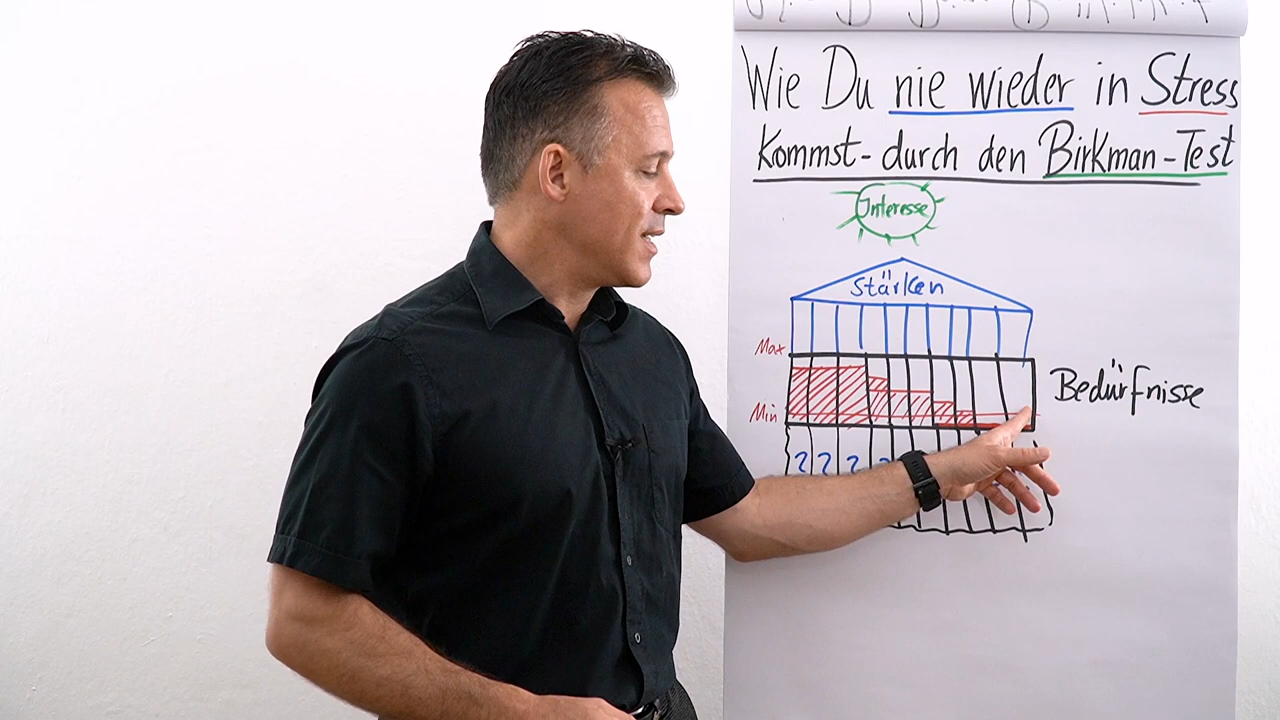 Wie Du nie wieder in Stress
Kommst - durch den Birkman-Test
Interesse
Stärken
Max
Bedürfnisse
Min
? ? ? ?